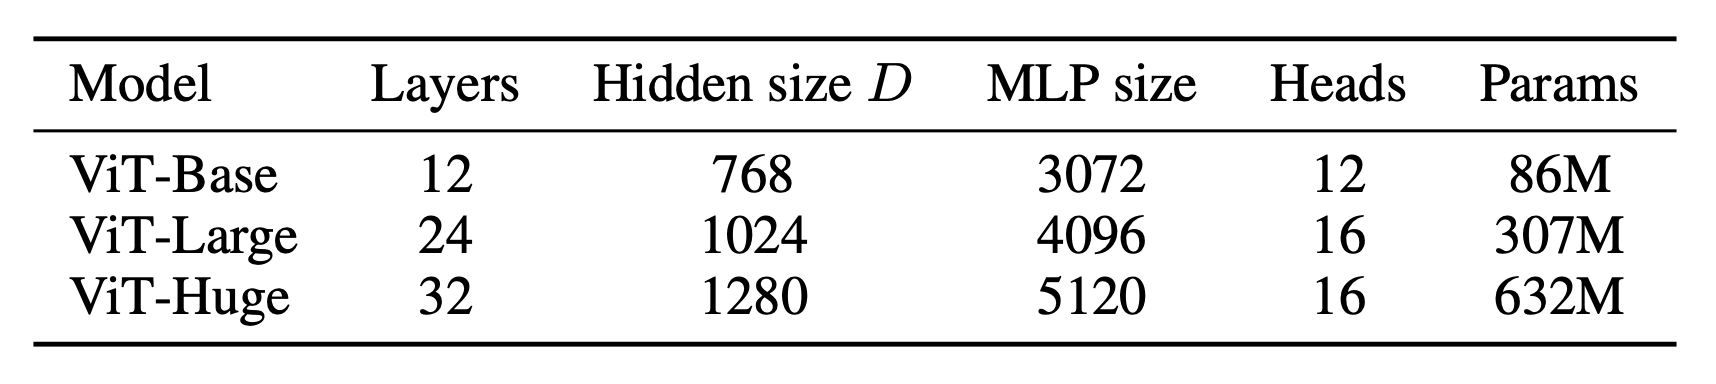 Model Layers Hidden size D MLP size Heads Params
ViT-Base 12 768 3072 12 86M
ViT-Large 24 1024 4096 16 307M
ViT-Huge 32 1280 5120 16 632M